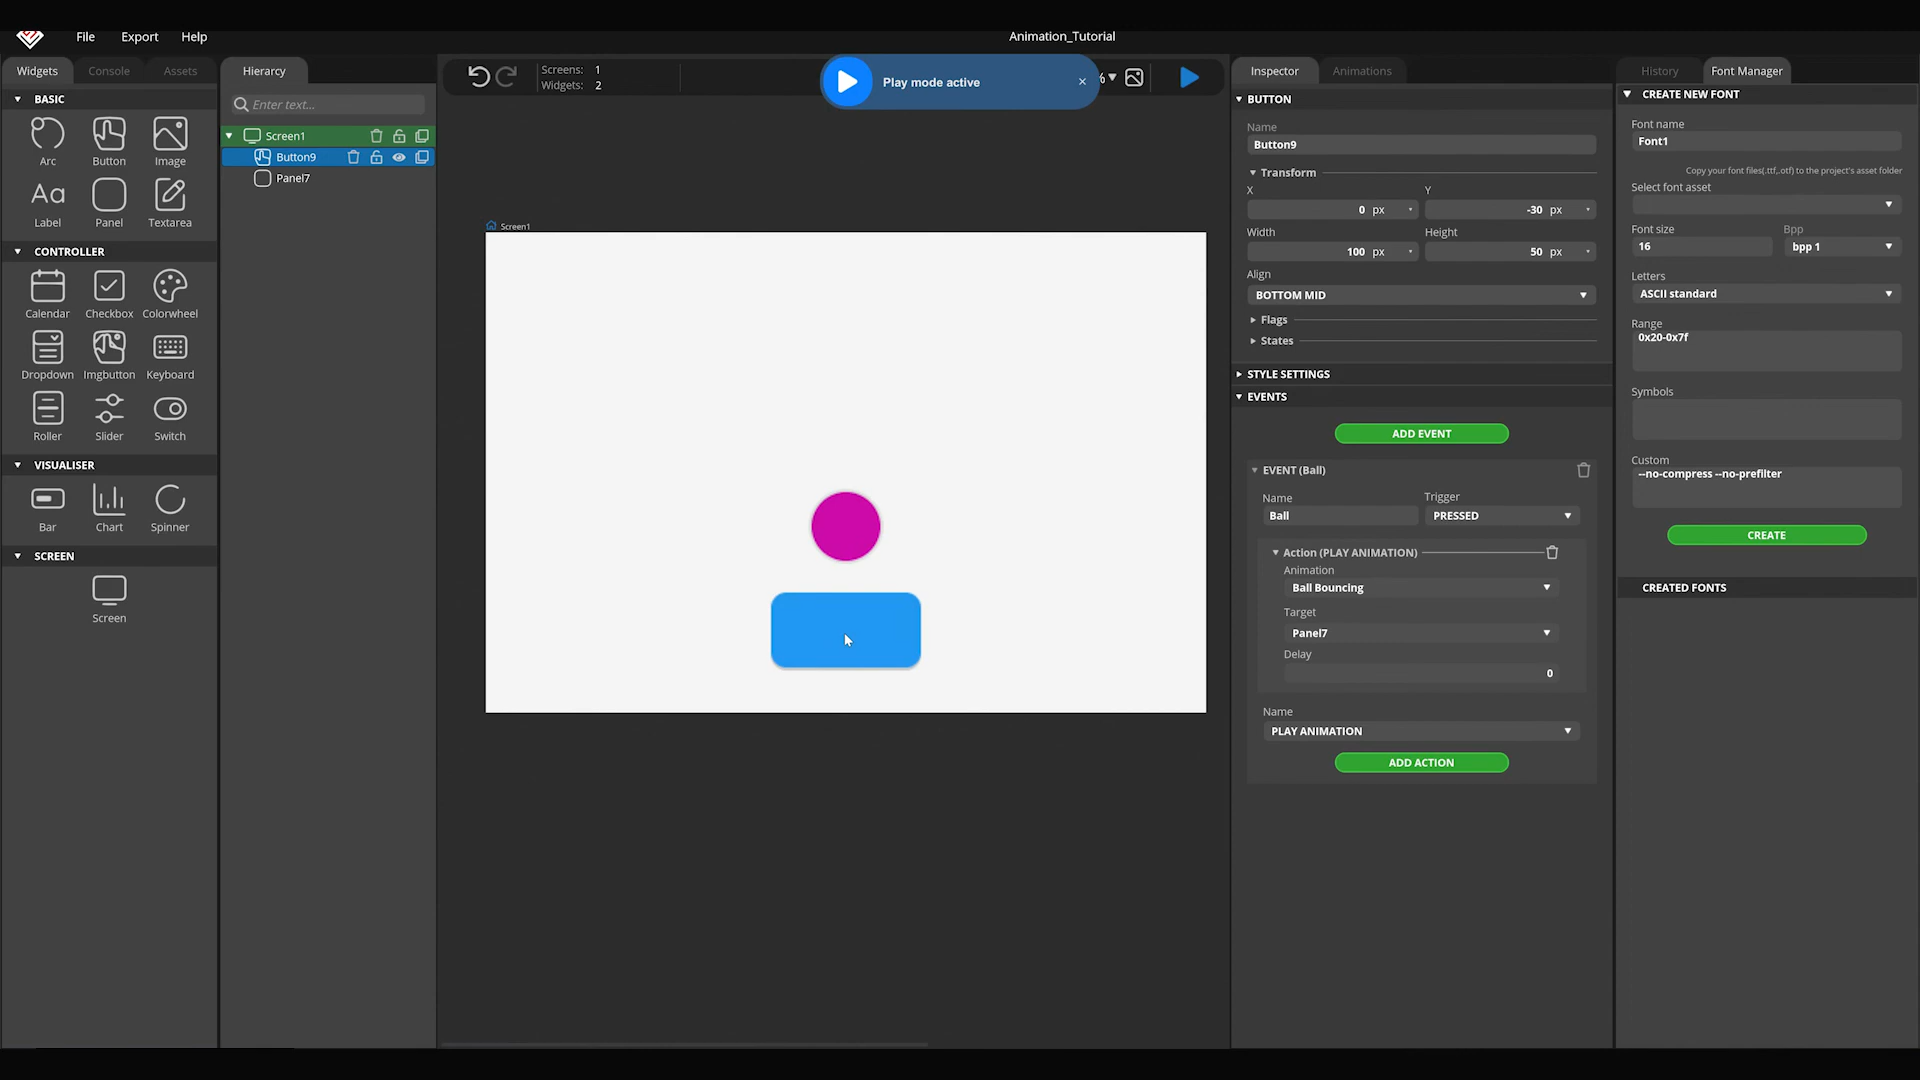 File Export Help
Animation_Tutorial
Widgets Console Assets
BASIC
Arc Button Image
Label Panel Textarea
Aa
CONTROLLER
Calendar Checkbox Colorwheel
Dropdown Imgbutton Keyboard
Roller Slider Switch
VISUALISER
Bar Chart Spinner
SCREEN
Screen
Hierarcy
Enter text...
Screen1
Button9
Panel7
Screens: 1
Widgets: 2
Play mode active
%
Screen1
Inspector Animations
BUTTON
Name
Button9
Transform
X Y
0 px -30 px
Width Height
100 px 50 px
Align
BOTTOM MID
Flags
States
STYLE SETTINGS
EVENTS
ADD EVENT
EVENT (Ball)
Name Trigger
Ball PRESSED
Action (PLAY ANIMATION)
Animation
Ball Bouncing
Target
Panel7
Delay
0
Name
PLAY ANIMATION
ADD ACTION
History Font Manager
CREATE NEW FONT
Font name
Font1
Copy your font files(.ttf,.otf) to the project's asset folder
Select font asset
Font size Bpp
16 bpp 1
Letters
ASCII standard
Range
0x20-0x7f
Symbols
Custom
--no-compress --no-prefilter
CREATE
CREATED FONTS